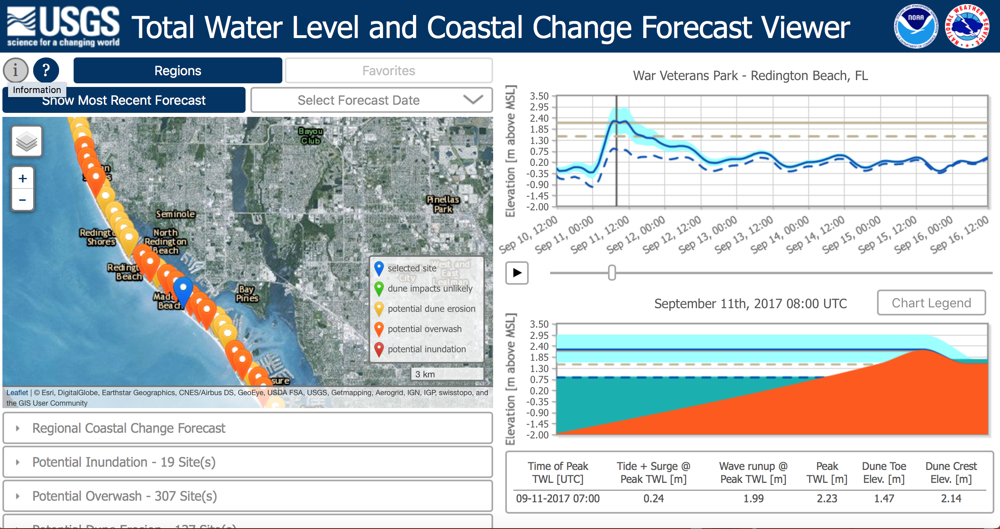 USGS
science for a changing world
Total Water Level and Coastal Change Forecast Viewer
NOAA
NATIONAL WEATHER SERVICE
i
?
Regions
Favorites
Information
Show Most Recent Forecast
Select Forecast Date
+
−
Bayou
Club
Pinellas
Park
Seminole
Shores
North
Redington
Beach
Beach
Beach
Bay
Pines
West and
East
Lealman
City
selected site
dune impacts unlikely
potential dune erosion
potential overwash
potential inundation
3 km
Leaflet | © Esri, DigitalGlobe, Earthstar Geographics, CNES/Airbus DS, GeoEye, USDA FSA, USGS, Getmapping, Aerogrid, IGN, IGP, swisstopo, and
the GIS User Community
Regional Coastal Change Forecast
Potential Inundation - 19 Site(s)
Potential Overwash - 307 Site(s)
Potential Dune Erosion - 137 Site(s)
War Veterans Park - Redington Beach, FL
Elevation [m above MSL]
3.50
2.95
2.40
1.85
1.30
0.75
0.20
-0.35
-0.90
-1.45
-2.00
Sep 10, 12:00
Sep 11, 00:00
Sep 11, 12:00
Sep 12, 00:00
Sep 12, 12:00
Sep 13, 00:00
Sep 13, 12:00
Sep 14, 00:00
Sep 14, 12:00
Sep 15, 00:00
Sep 15, 12:00
Sep 16, 00:00
Sep 16, 12:00
September 11th, 2017 08:00 UTC
Chart Legend
Elevation [m above MSL]
3.50
2.95
2.40
1.85
1.30
0.75
0.20
-0.35
-0.90
-1.45
-2.00
Time of Peak TWL [UTC]
Tide + Surge @ Peak TWL [m]
Wave runup @ Peak TWL [m]
Peak TWL [m]
Dune Toe Elev. [m]
Dune Crest Elev. [m]
09-11-2017 07:00 0.24 1.99 2.23 1.47 2.14